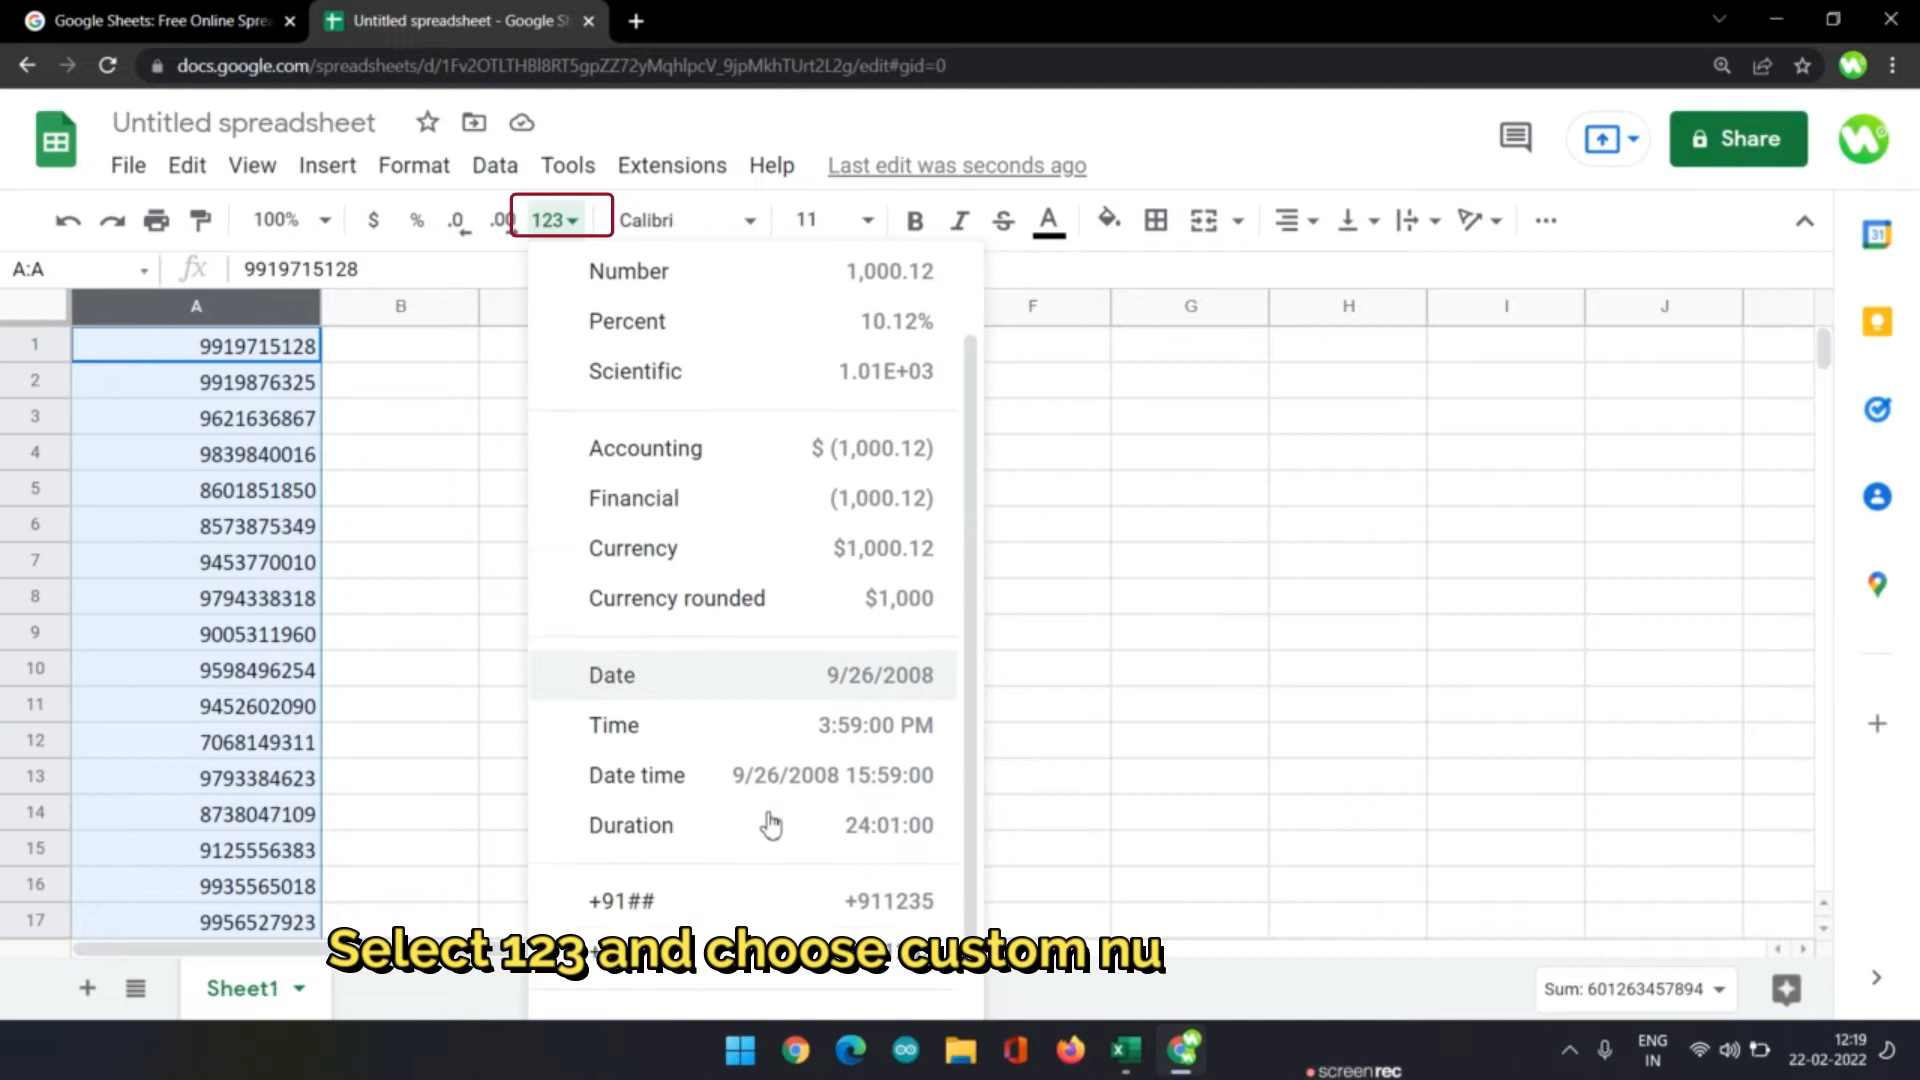 Google Sheets: Free Online Spre
Untitled spreadsheet - Google Sh
docs.google.com/spreadsheets/d/1Fv2OTLTHBl8RT5gpZZ72yMqhlpcV_9jpMkhTUrt2L2g/edit#gid=0
Untitled spreadsheet
Share
File Edit View Insert Format Data Tools Extensions Help Last edit was seconds ago
100% $ % .0 .00 123 Calibri 11 B I S A
31
A:A fx 9919715128
Number 1,000.12
Percent 10.12%
Scientific 1.01E+03
Accounting $ (1,000.12)
Financial (1,000.12)
Currency $1,000.12
Currency rounded $1,000
Date 9/26/2008
Time 3:59:00 PM
Date time 9/26/2008 15:59:00
Duration 24:01:00
+91## +911235
A B F G H I J
1 9919715128
2 9919876325
3 9621636867
4 9839840016
5 8601851850
6 8573875349
7 9453770010
8 9794338318
9 9005311960
10 9598496254
11 9452602090
12 7068149311
13 9793384623
14 8738047109
15 9125556383
16 9935565018
17 9956527923
Select 123 and choose custom nu
Sheet1
Sum: 601263457894
ENG
IN
12:19
22-02-2022
screenrec